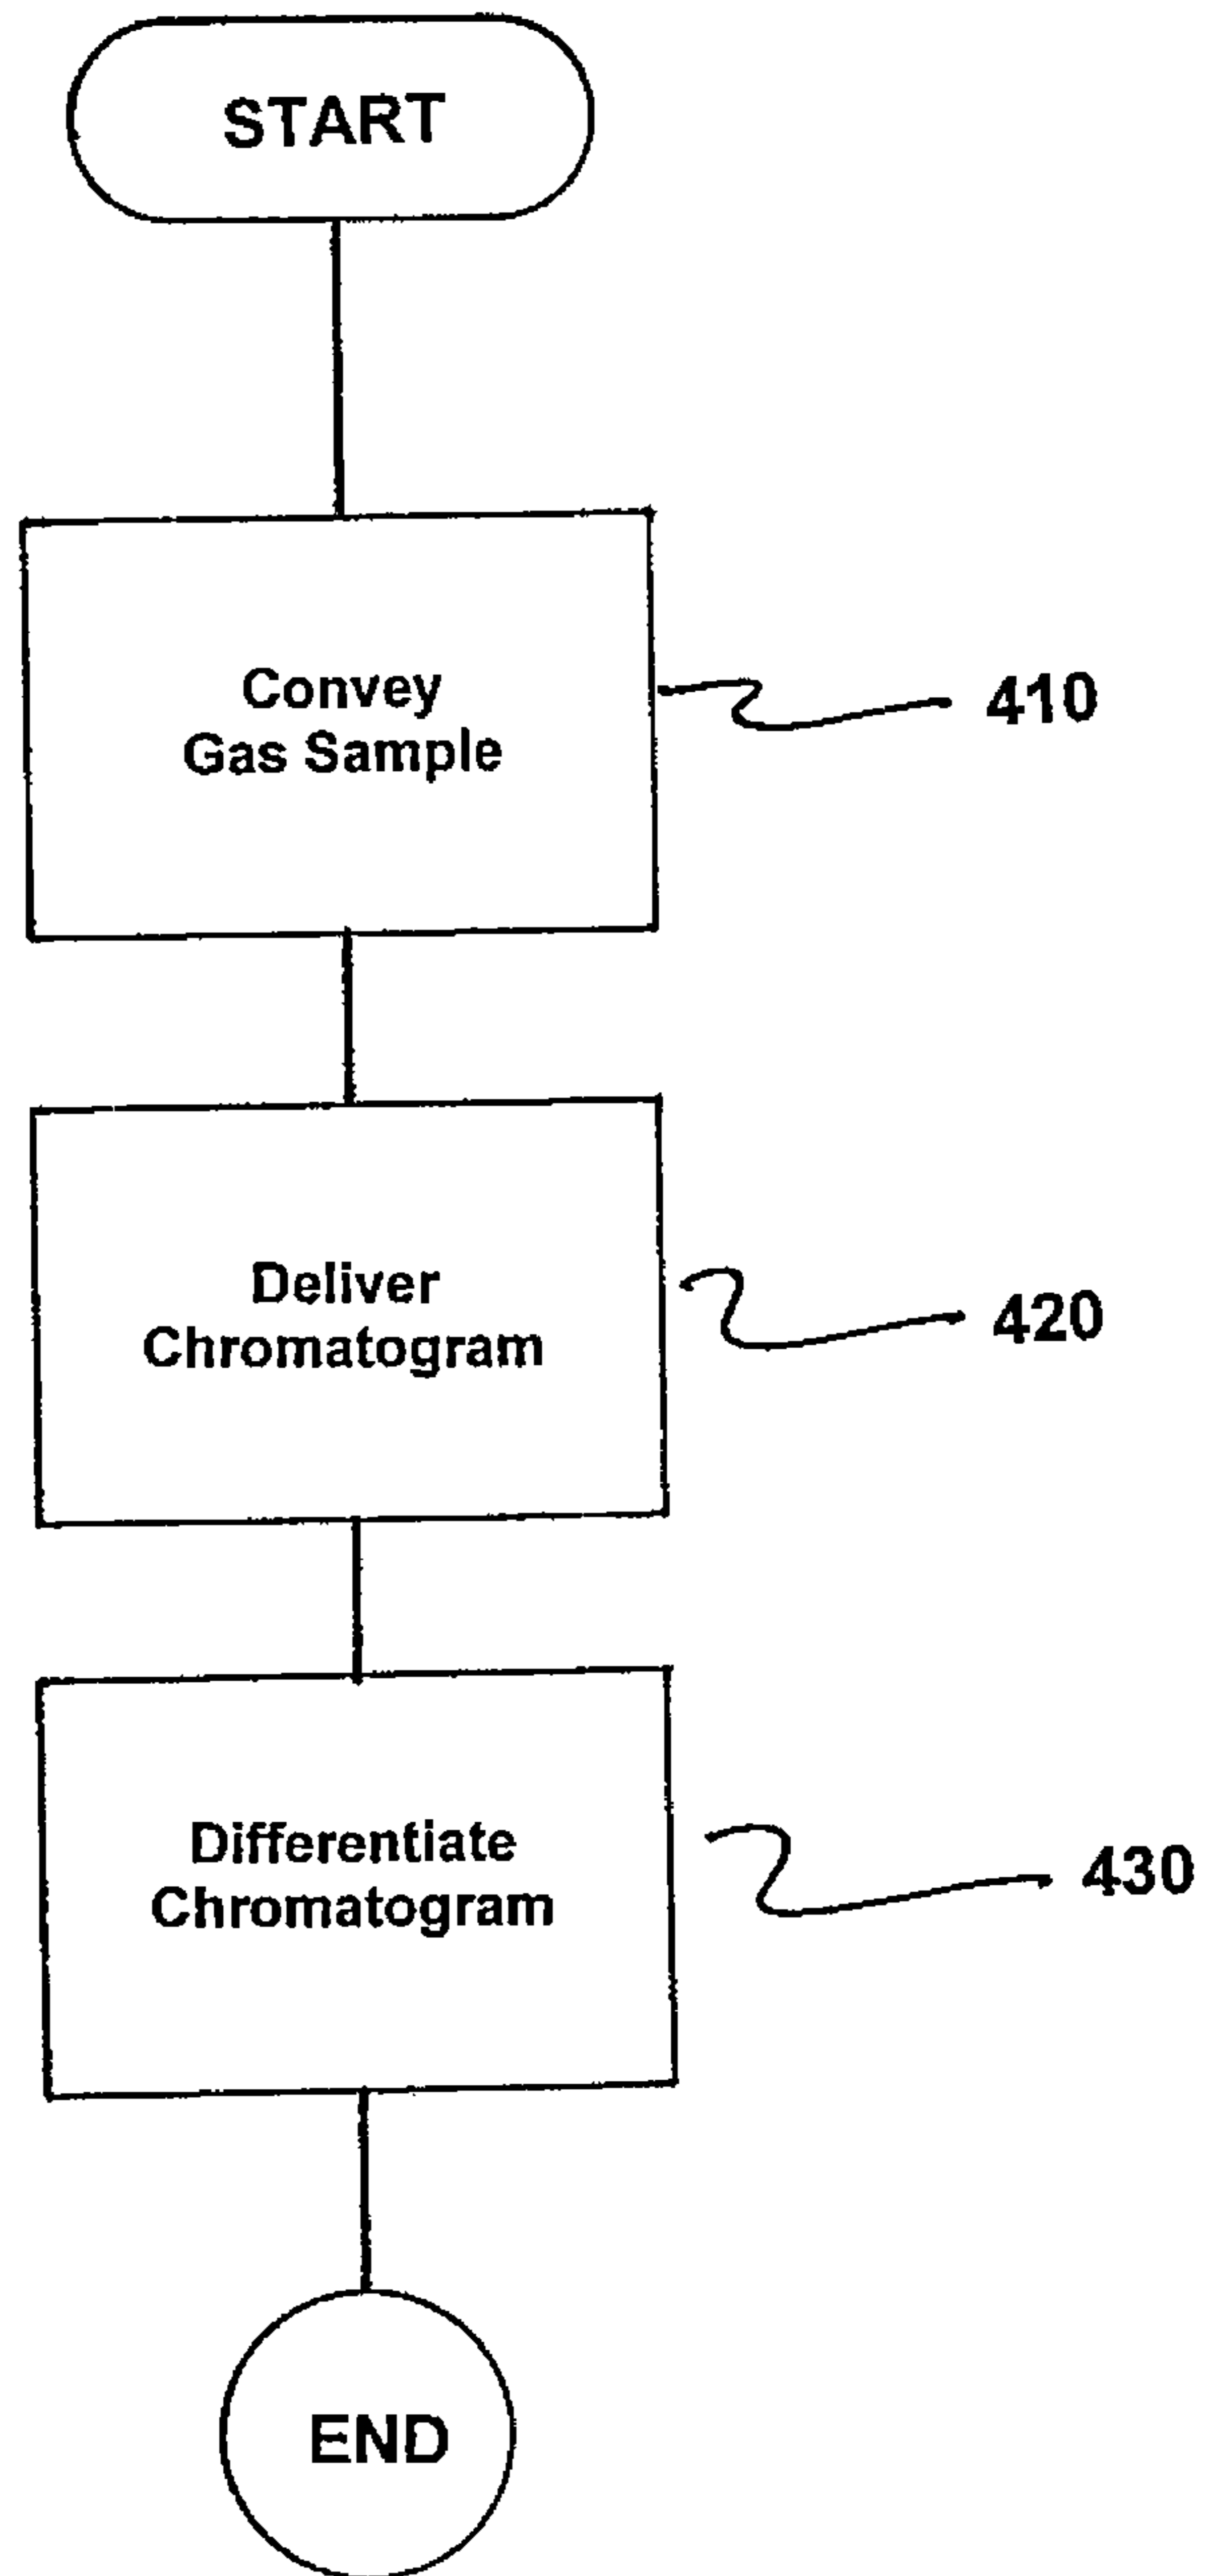 START
Convey
Gas Sample
410
Deliver
Chromatogram
420
Differentiate
Chromatogram
430
END